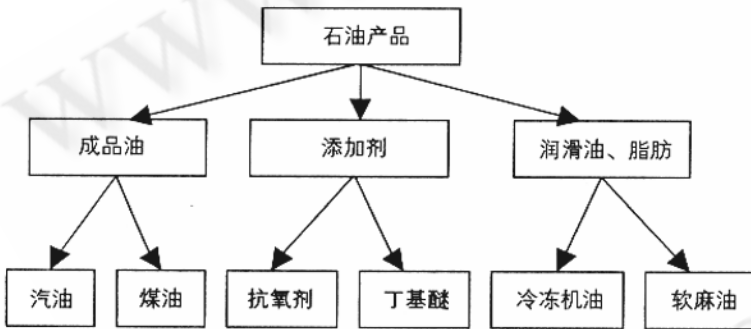 石油产品
成品油
添加剂
润滑油、脂肪
汽油
煤油
抗氧剂
丁基醚
冷冻机油
软麻油